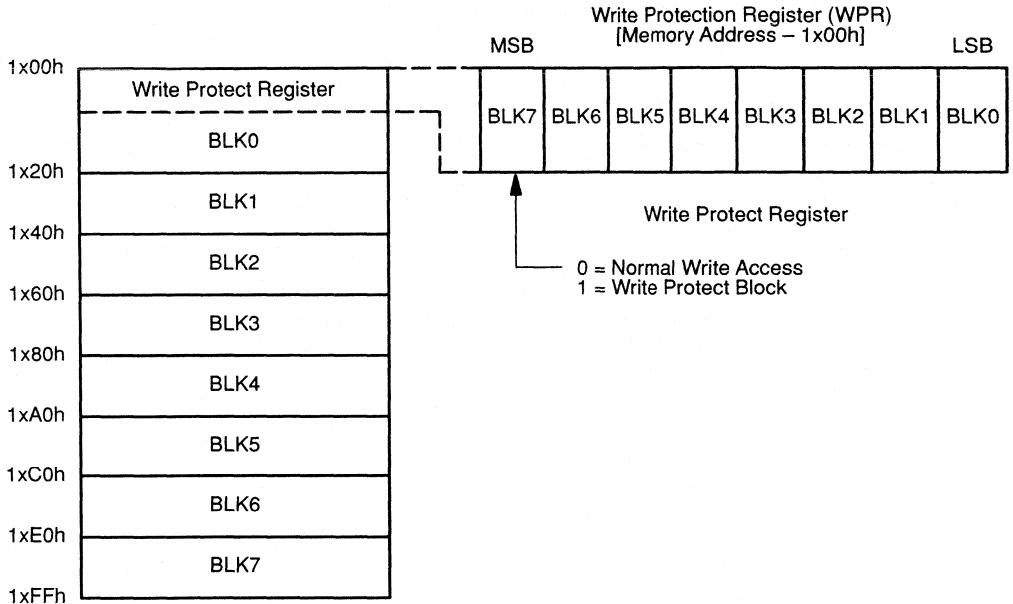 Write Protection Register (WPR)
[Memory Address – 1x00h]
MSB
LSB
1x00h
Write Protect Register
BLK7 BLK6 BLK5 BLK4 BLK3 BLK2 BLK1 BLK0
BLK0
1x20h
BLK1
Write Protect Register
1x40h
BLK2
0 = Normal Write Access
1 = Write Protect Block
1x60h
BLK3
1x80h
BLK4
1xA0h
BLK5
1xC0h
BLK6
1xE0h
BLK7
1xFFh